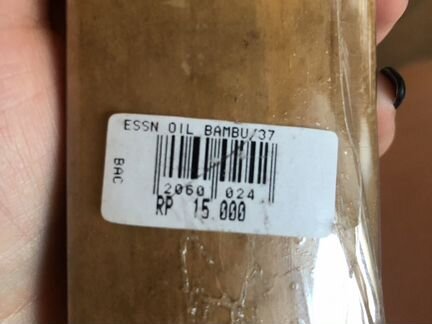 ESSN OIL BAMBU/37
BAC
2060 024
RP 15.000